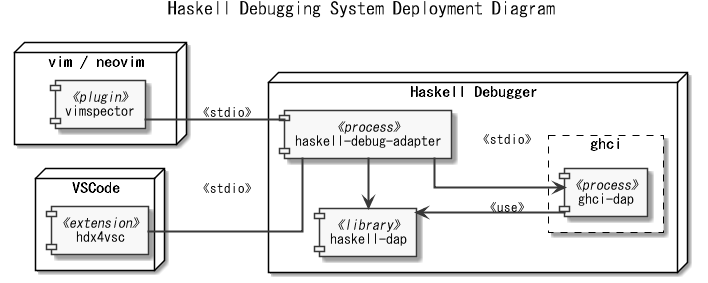 Haskell Debugging System Deployment Diagram
vim / neovim
《plugin》
vimspector
《stdio》
Haskell Debugger
《process》
haskell-debug-adapter
《stdio》
ghci
《process》
ghci-dap
VSCode
《extension》
hdx4vsc
《stdio》
《library》
haskell-dap
《use》